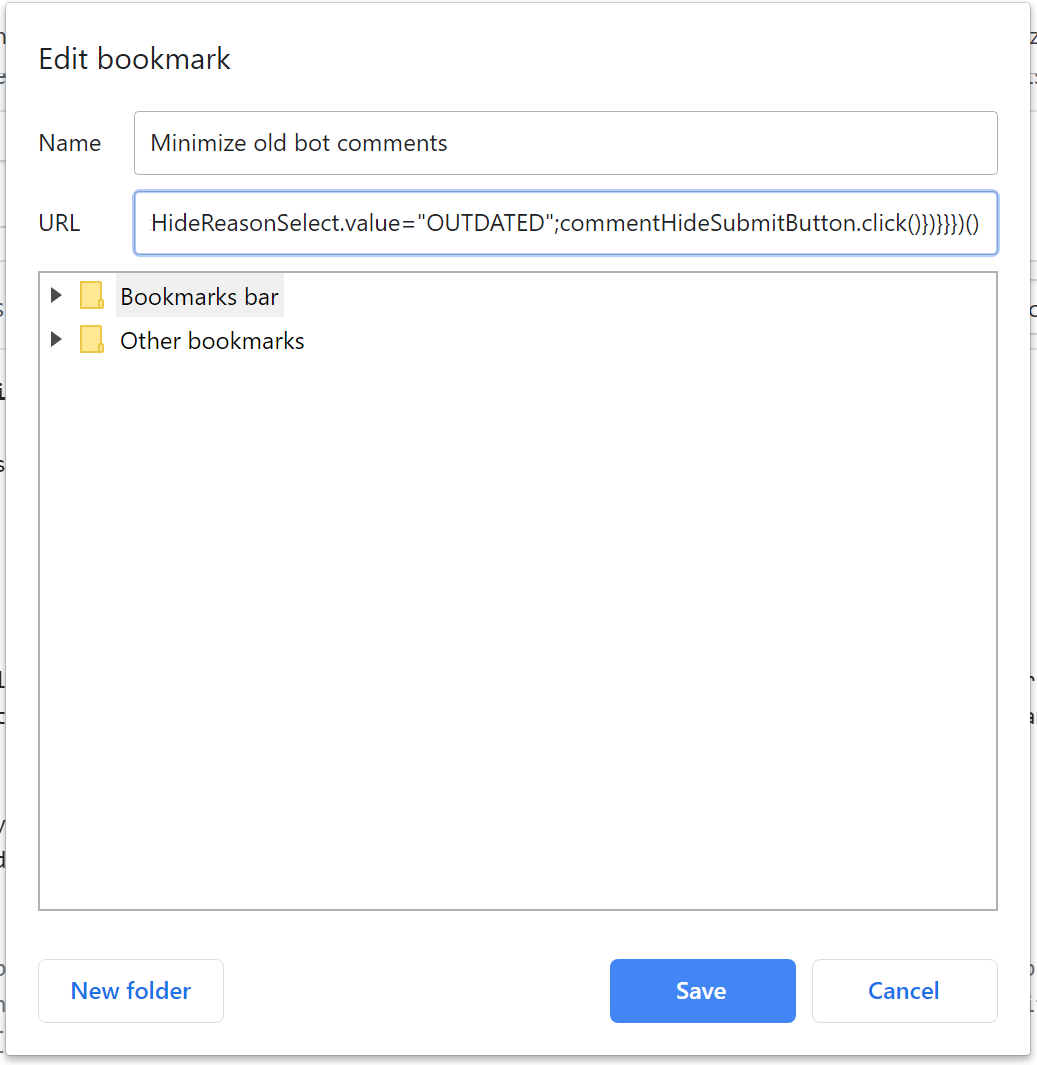 Edit bookmark
Name Minimize old bot comments
URL HideReasonSelect.value="OUTDATED";commentHideSubmitButton.click()})}}})()
Bookmarks bar
Other bookmarks
New folder Save Cancel